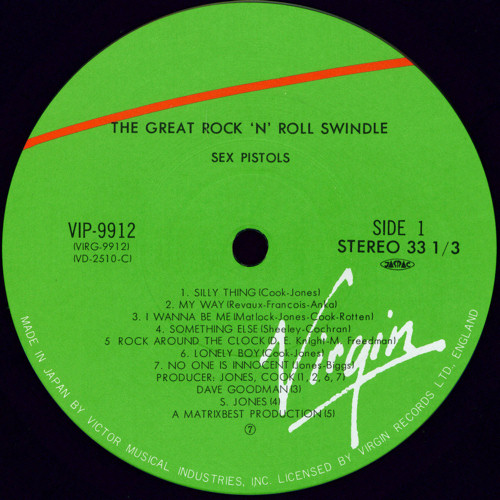 THE GREAT ROCK 'N' ROLL SWINDLE
SEX PISTOLS
VIP-9912
(VIRG-9912)
(VD-2510-C)
SIDE 1
STEREO 33 1/3
JASRAC
1. SILLY THING(Cook-Jones)
2. MY WAY(Revaux-Francois-Anka)
3. I WANNA BE ME(Matlock-Jones-Cook-Rotten)
4. SOMETHING ELSE(Sheeley-Cochran)
5 ROCK AROUND THE CLOCK(D. E. Knight-M. Freedman)
6. LONELY BOY(Cook-Jones)
7. NO ONE IS INNOCENT(Jones-Biggs)
PRODUCER: JONES, COOK(1, 2, 6, 7)
DAVE GOODMAN(3)
S. JONES(4)
A MATRIXBEST PRODUCTION(5)
7
Virgin
MADE IN JAPAN BY VICTOR MUSICAL INDUSTRIES, INC. LICENSED BY VIRGIN RECORDS LTD. ENGLAND